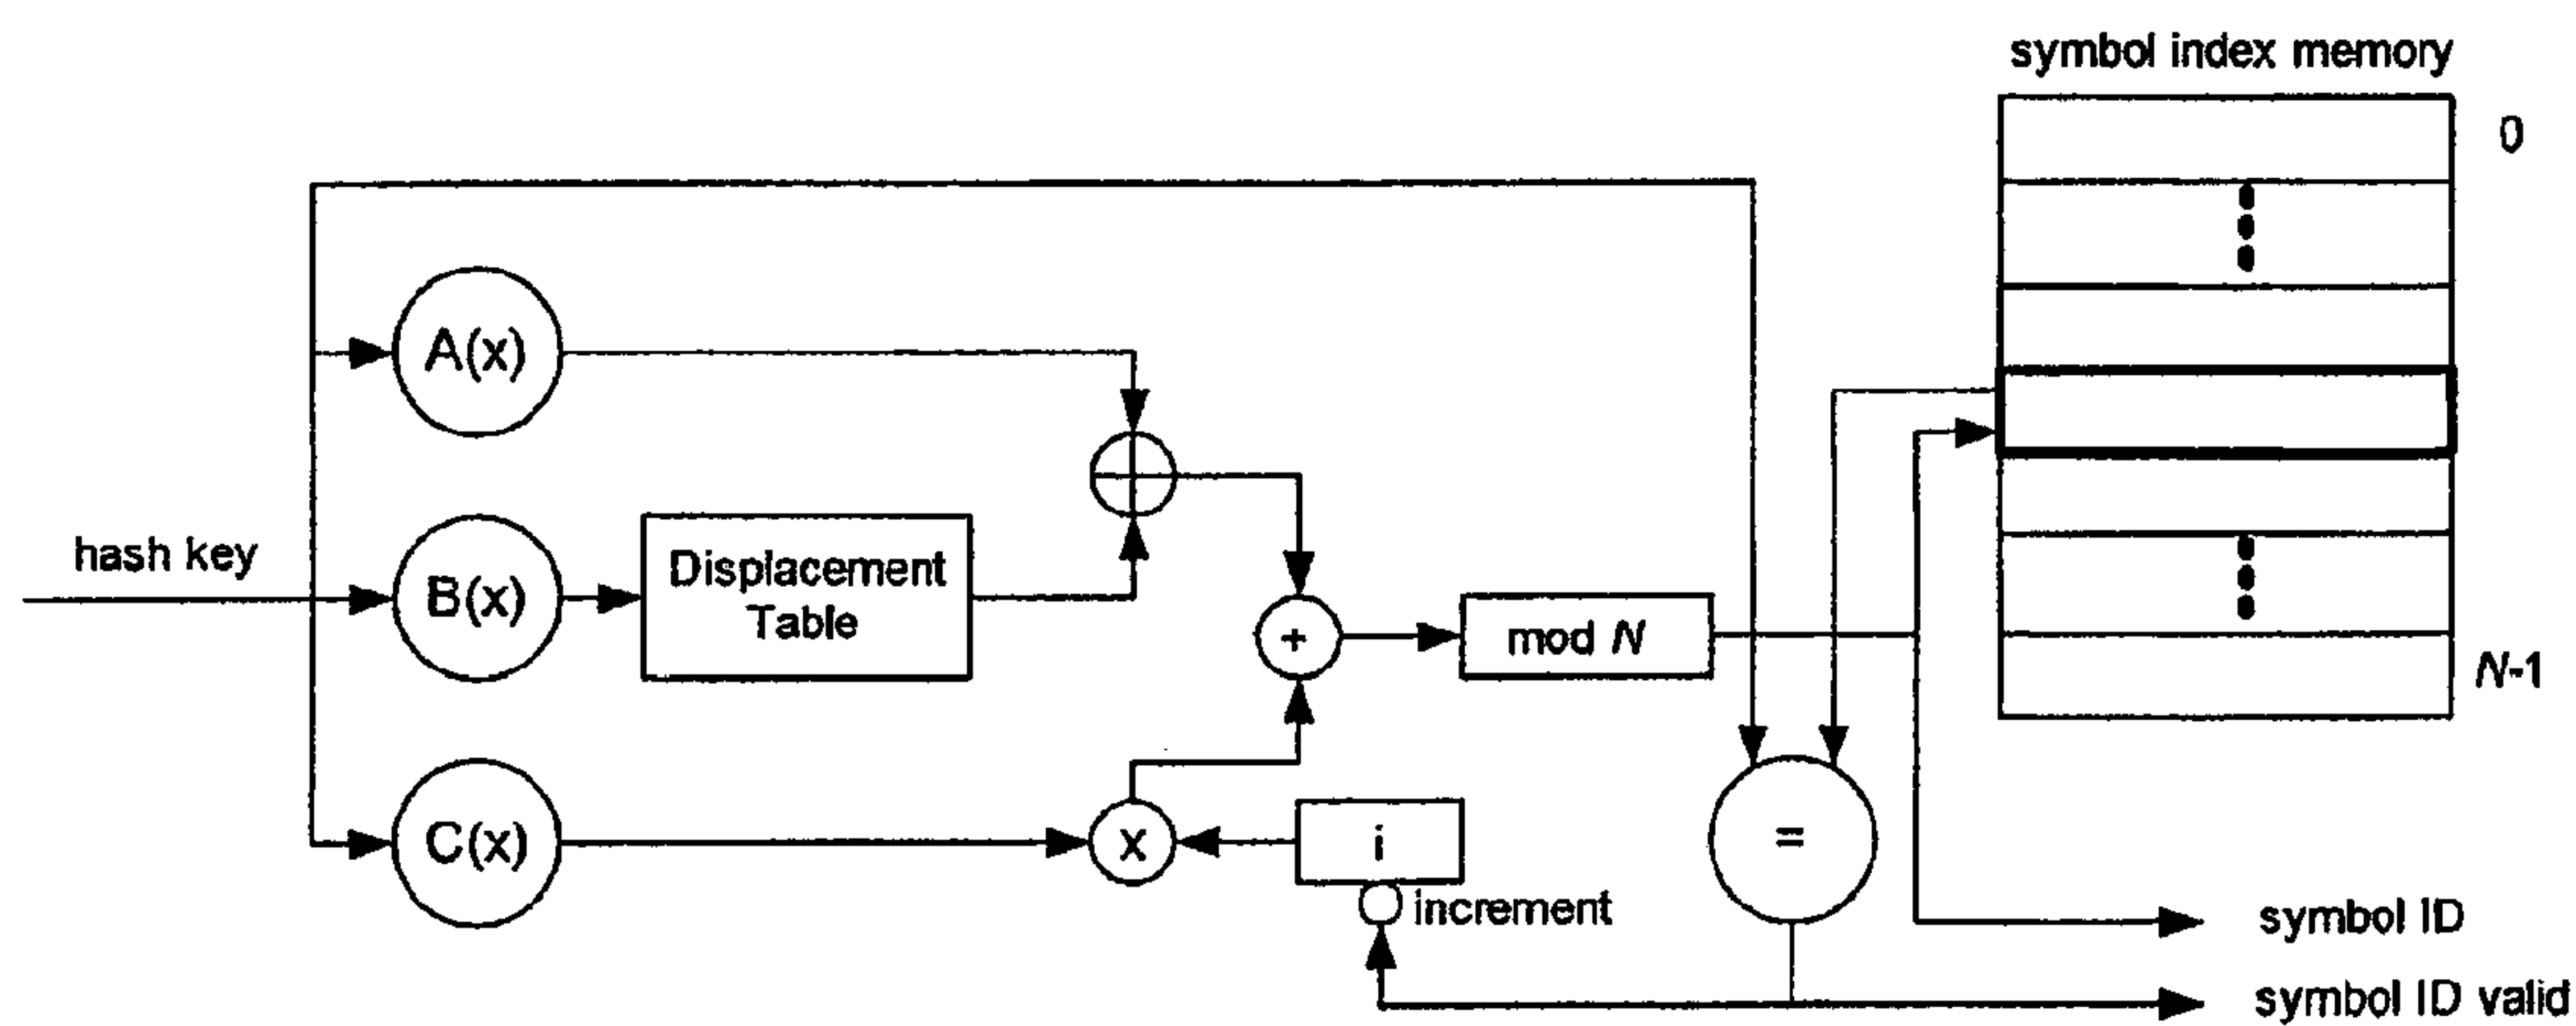 symbol index memory
0
A(x)
hash key
B(x)
Displacement
Table
+
mod N
N-1
C(x)
x
i
=
increment
symbol ID
symbol ID valid